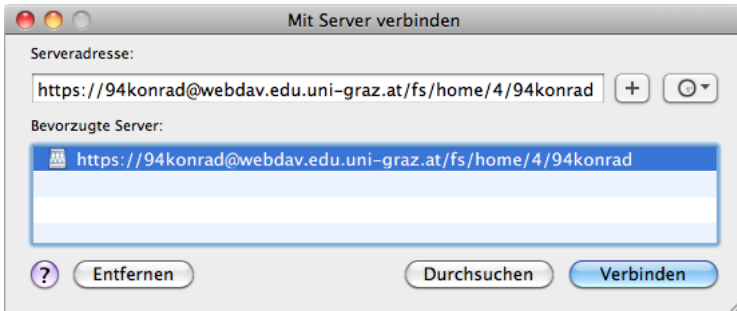 Mit Server verbinden
Serveradresse:
https://94konrad@webdav.edu.uni-graz.at/fs/home/4/94konrad
+
Bevorzugte Server:
https://94konrad@webdav.edu.uni-graz.at/fs/home/4/94konrad
? Entfernen Durchsuchen Verbinden